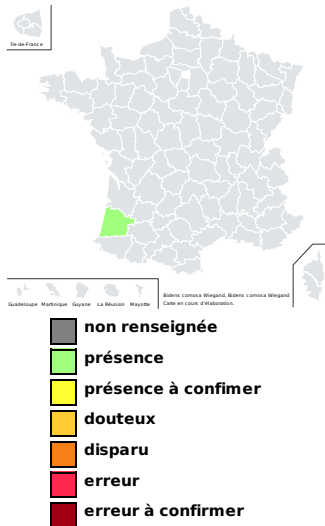 Île-de-France
Guadeloupe Martinique Guyane La Réunion Mayotte
Bidens comosa Wiegand, Bidens comosa Wiegand
Carte en cours d'élaboration.
non renseignée
présence
présence à confimer
douteux
disparu
erreur
erreur à confirmer